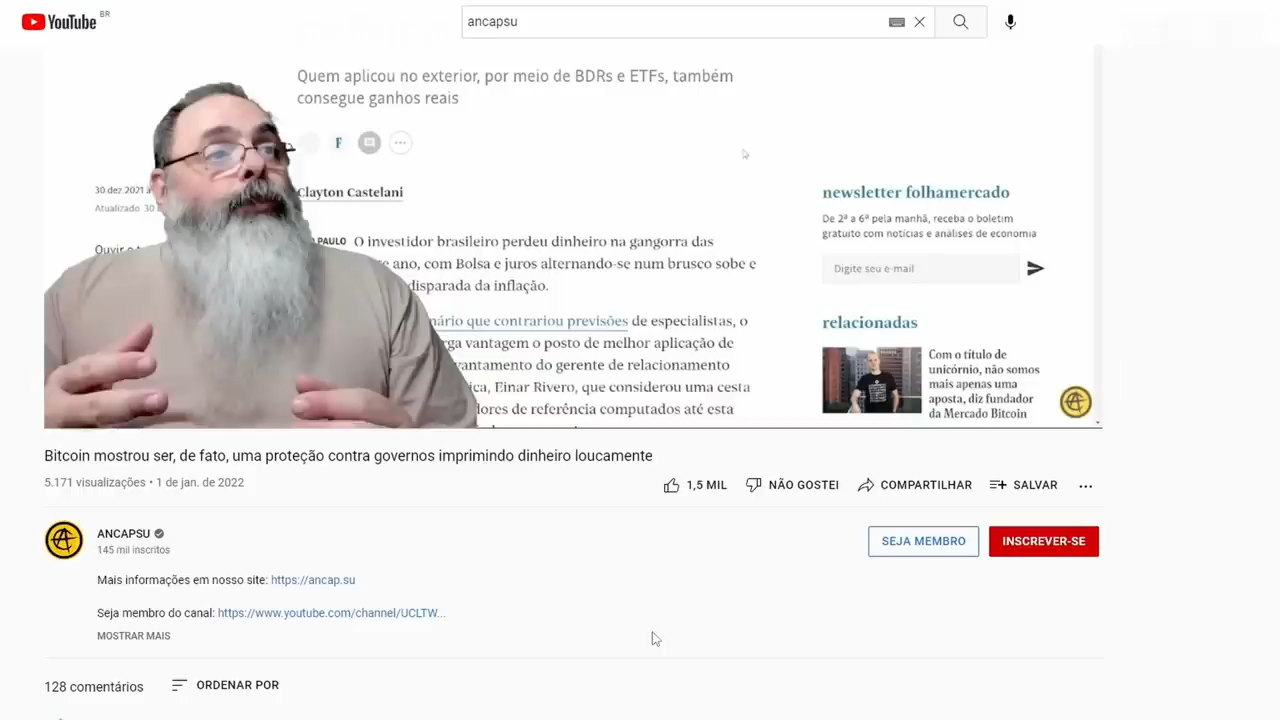 YouTube BR
ancapsu
Quem aplicou no exterior, por meio de BDRs e ETFs, também
consegue ganhos reais
F
30 dez.2021 à
Clayton Castelani
Atualizado 30
Ouvir o
PAULO O investidor brasileiro perdeu dinheiro na gangorra das
e ano, com Bolsa e juros alternando-se num brusco sobe e
disparada da inflação.
nário que contrariou previsões de especialistas, o
rga vantagem o posto de melhor aplicação de
vantamento do gerente de relacionamento
ica, Einar Rivero, que considerou uma cesta
dores de referência computados até esta
newsletter folhamercado
De 2ª a 6ª pela manhã, receba o boletim
gratuito com notícias e análises de economia
Digite seu e-mail
relacionadas
Com o título de
unicórnio, não somos
mais apenas uma
aposta, diz fundador
da Mercado Bitcoin
Bitcoin mostrou ser, de fato, uma proteção contra governos imprimindo dinheiro loucamente
5.171 visualizações • 1 de jan. de 2022
1,5 MIL NÃO GOSTEI COMPARTILHAR SALVAR ...
ANCAPSU
145 mil inscritos
SEJA MEMBRO INSCREVER-SE
Mais informações em nosso site: https://ancap.su
Seja membro do canal: https://www.youtube.com/channel/UCLTW...
MOSTRAR MAIS
128 comentários ORDENAR POR